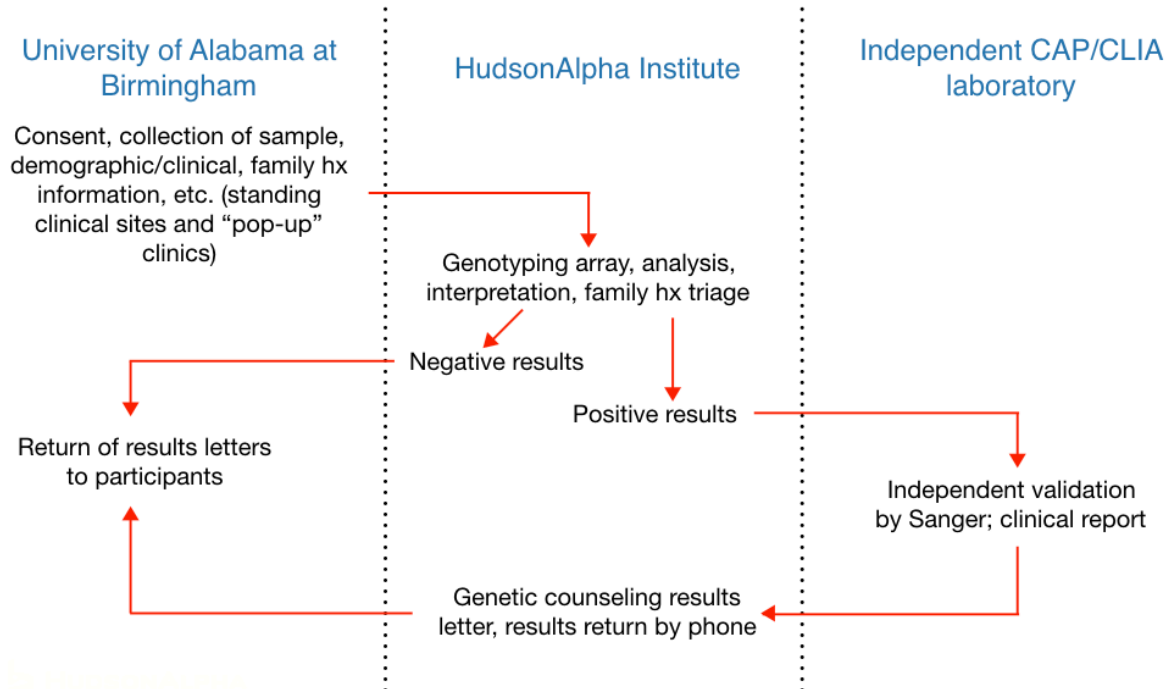 University of Alabama at
Birmingham
HudsonAlpha Institute
Independent CAP/CLIA
laboratory
Consent, collection of sample,
demographic/clinical, family hx
information, etc. (standing
clinical sites and “pop-up”
clinics)
Genotyping array, analysis,
interpretation, family hx triage
Negative results
Positive results
Return of results letters
to participants
Independent validation
by Sanger; clinical report
Genetic counseling results
letter, results return by phone